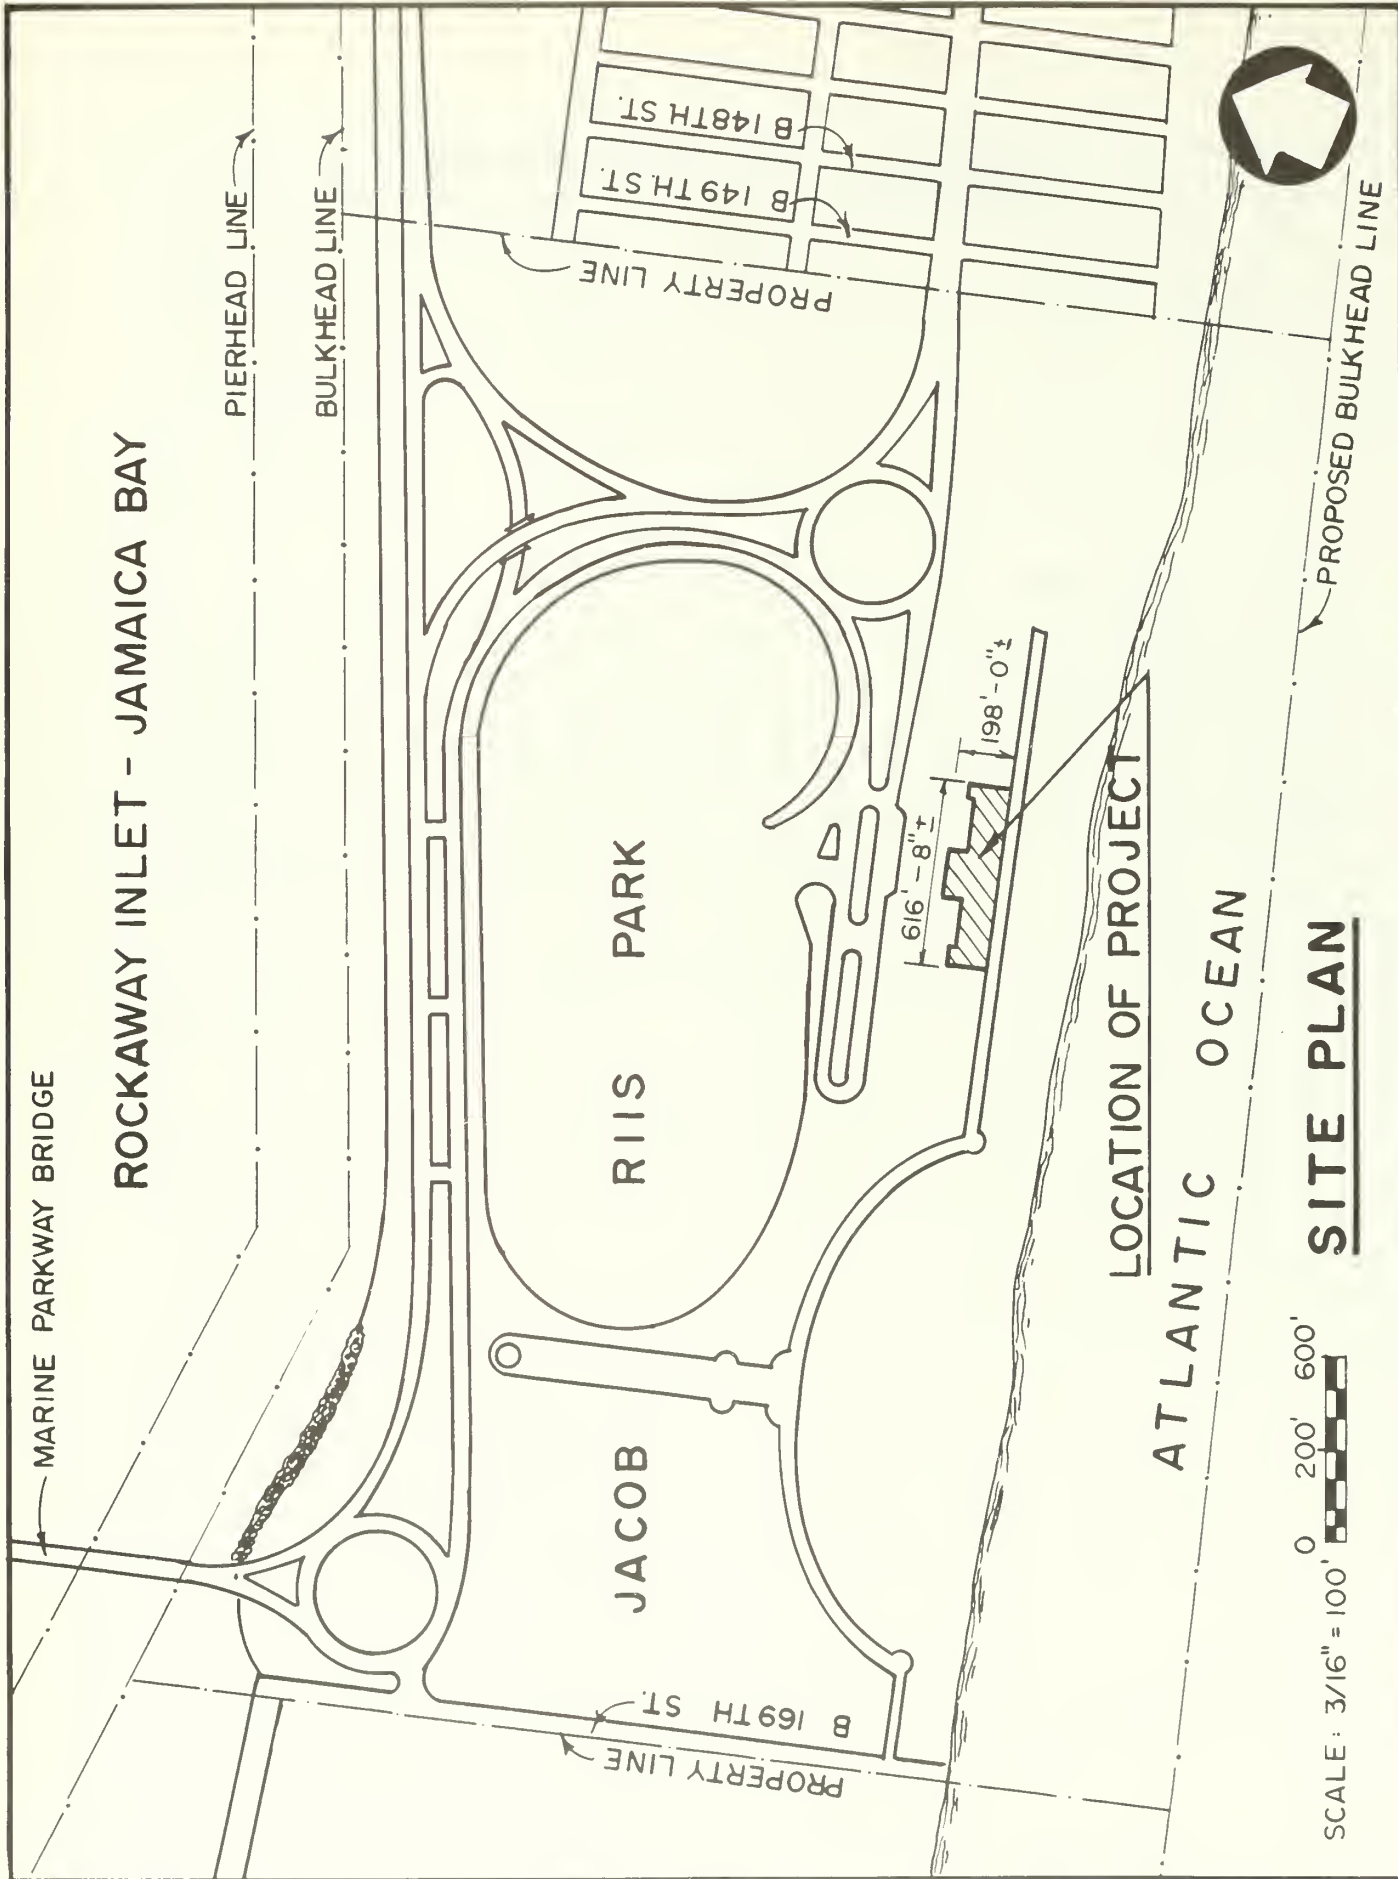 MARINE PARKWAY BRIDGE
ROCKAWAY INLET - JAMAICA BAY
PIERHEAD LINE
BULKHEAD LINE
B 148TH ST.
B 149TH ST.
PROPERTY LINE
JACOB RIIS PARK
616' - 8" ±
198' - 0" ±
B 169TH ST.
PROPERTY LINE
LOCATION OF PROJECT
ATLANTIC OCEAN
PROPOSED BULKHEAD LINE
SCALE: 3/16" = 100'
0 200' 600'
SITE PLAN